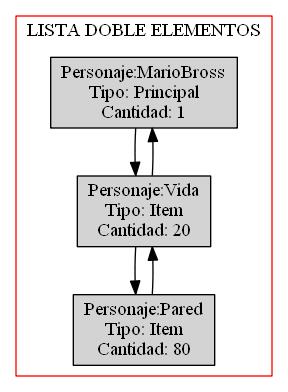 LISTA DOBLE ELEMENTOS
Personaje:MarioBross
Tipo: Principal
Cantidad: 1
Personaje:Vida
Tipo: Item
Cantidad: 20
Personaje:Pared
Tipo: Item
Cantidad: 80